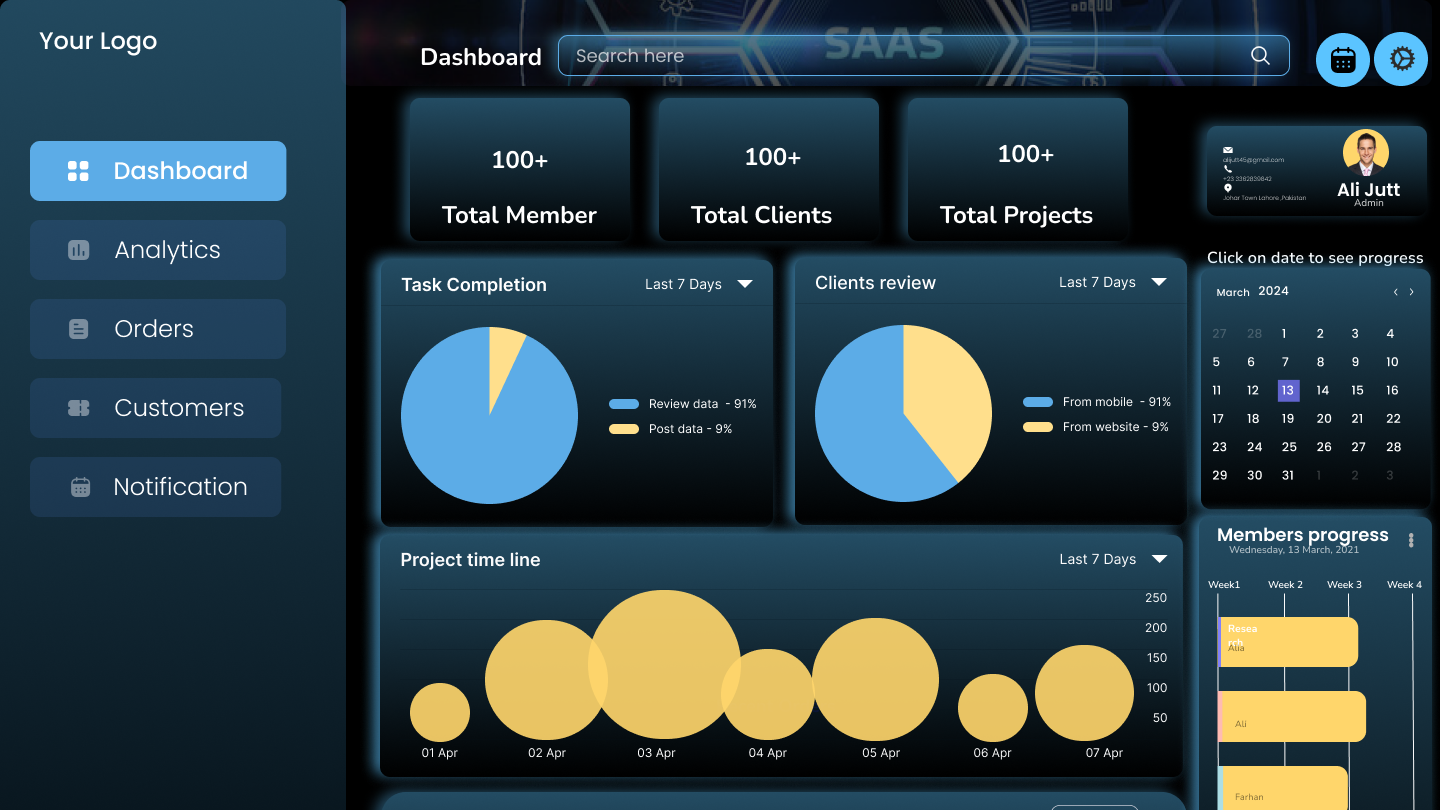 Your Logo
Dashboard
Analytics
Orders
Customers
Notification
SAAS
Dashboard
Search here
100+
Total Member
100+
Total Clients
100+
Total Projects
alijutt45@gmail.com
+23 3382839842
Johar Town Lahore ,Pakistan
Ali Jutt
Admin
Task Completion
Last 7 Days
Review data - 91%
Post data - 9%
Clients review
Last 7 Days
From mobile - 91%
From website - 9%
Click on date to see progress
March 2024
27 28 1 2 3 4
5 6 7 8 9 10
11 12 13 14 15 16
17 18 19 20 21 22
23 24 25 26 27 28
29 30 31 1 2 3
Project time line
Last 7 Days
250
200
150
100
50
01 Apr 02 Apr 03 Apr 04 Apr 05 Apr 06 Apr 07 Apr
Members progress
Wednesday, 13 March, 2021
Week1 Week 2 Week 3 Week 4
Resea
rch
Alia
Ali
Farhan